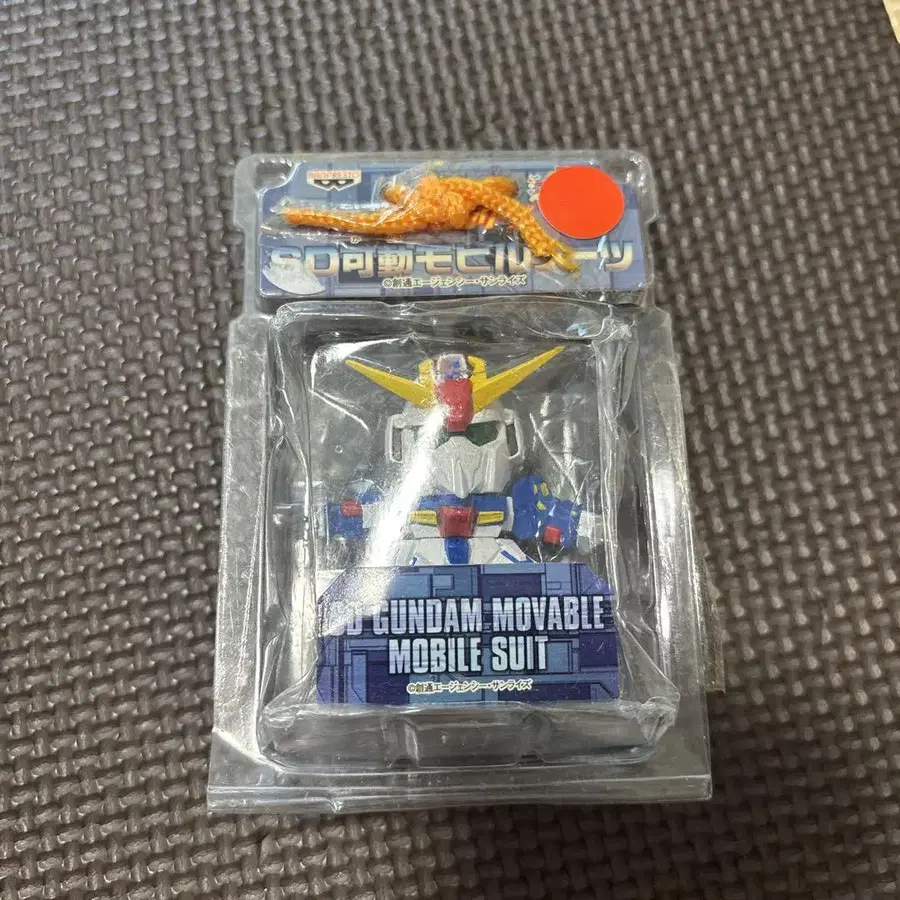 BANPRESTO
SD可動モビルスーツ
©創通エージェンシー・サンライズ
SD GUNDAM MOVABLE
MOBILE SUIT
©創通エージェンシー・サンライズ